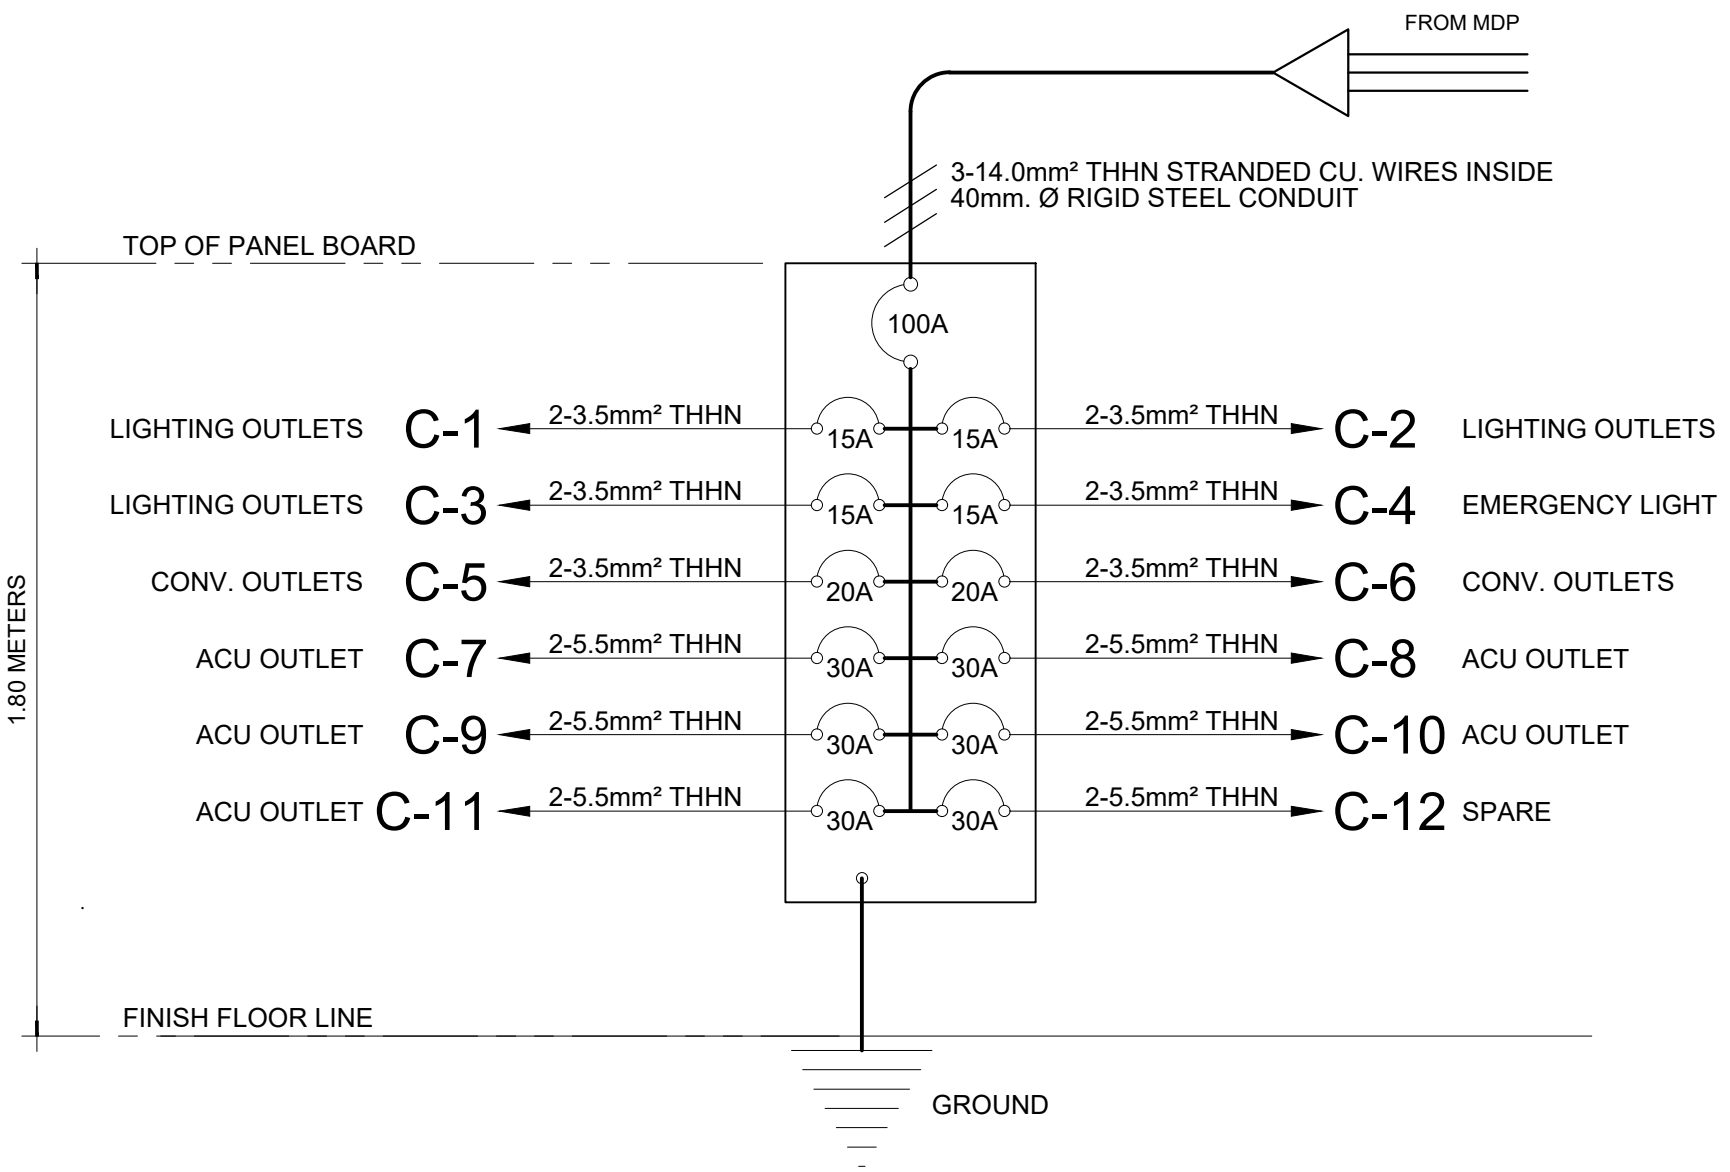 FROM MDP
3-14.0mm² THHN STRANDED CU. WIRES INSIDE
40mm. Ø RIGID STEEL CONDUIT
TOP OF PANEL BOARD
100A
LIGHTING OUTLETS C-1 2-3.5mm² THHN 15A 15A 2-3.5mm² THHN C-2 LIGHTING OUTLETS
LIGHTING OUTLETS C-3 2-3.5mm² THHN 15A 15A 2-3.5mm² THHN C-4 EMERGENCY LIGHT
CONV. OUTLETS C-5 2-3.5mm² THHN 20A 20A 2-3.5mm² THHN C-6 CONV. OUTLETS
ACU OUTLET C-7 2-5.5mm² THHN 30A 30A 2-5.5mm² THHN C-8 ACU OUTLET
ACU OUTLET C-9 2-5.5mm² THHN 30A 30A 2-5.5mm² THHN C-10 ACU OUTLET
ACU OUTLET C-11 2-5.5mm² THHN 30A 30A 2-5.5mm² THHN C-12 SPARE
1.80 METERS
FINISH FLOOR LINE
GROUND